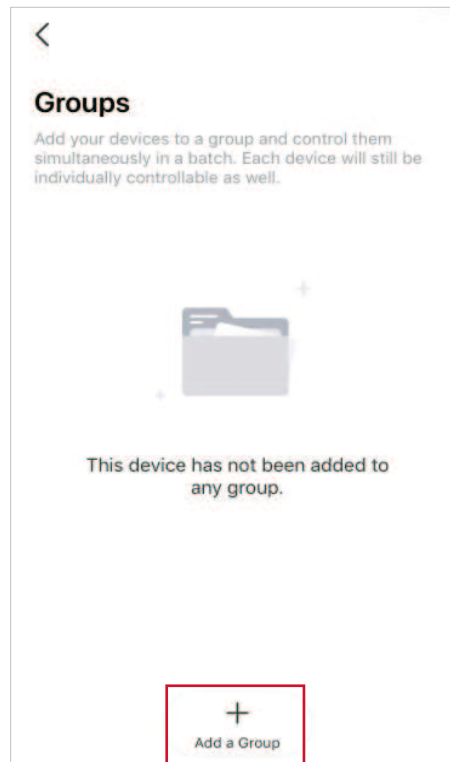 Groups
Add your devices to a group and control them
simultaneously in a batch. Each device will still be
individually controllable as well.
This device has not been added to
any group.
Add a Group